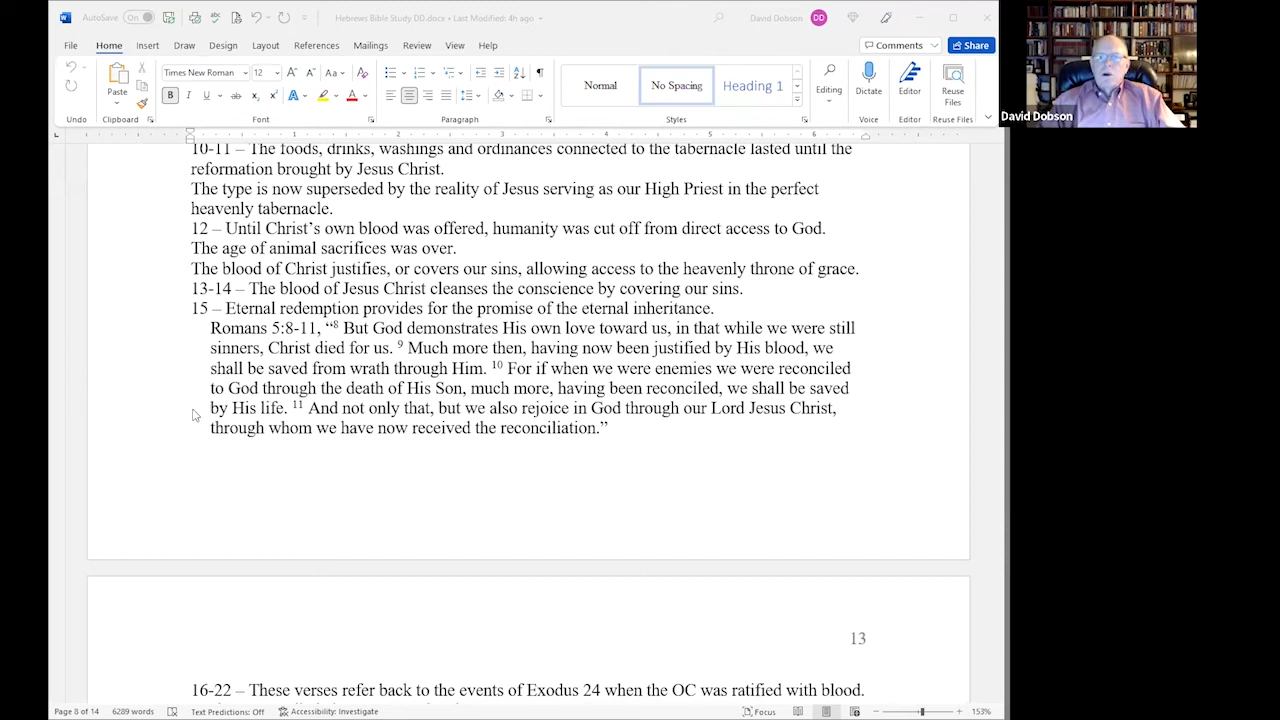 AutoSave On
Hebrews Bible Study DD.docx • Last Modified: 4h ago
David Dobson DD
File Home Insert Draw Design Layout References Mailings Review View Help Comments Share
Times New Roman 12
Paste
Normal No Spacing Heading 1
Editing Dictate Editor Reuse Files
Undo Clipboard Font Paragraph Styles Voice Editor Reuse Files
David Dobson
1 2 3 4 5 6
10-11 – The foods, drinks, washings and ordinances connected to the tabernacle lasted until the
reformation brought by Jesus Christ.
The type is now superseded by the reality of Jesus serving as our High Priest in the perfect
heavenly tabernacle.
12 – Until Christ’s own blood was offered, humanity was cut off from direct access to God.
The age of animal sacrifices was over.
The blood of Christ justifies, or covers our sins, allowing access to the heavenly throne of grace.
13-14 – The blood of Jesus Christ cleanses the conscience by covering our sins.
15 – Eternal redemption provides for the promise of the eternal inheritance.
Romans 5:8-11, “⁸ But God demonstrates His own love toward us, in that while we were still
sinners, Christ died for us. ⁹ Much more then, having now been justified by His blood, we
shall be saved from wrath through Him. ¹⁰ For if when we were enemies we were reconciled
to God through the death of His Son, much more, having been reconciled, we shall be saved
by His life. ¹¹ And not only that, but we also rejoice in God through our Lord Jesus Christ,
through whom we have now received the reconciliation.”
13
16-22 – These verses refer back to the events of Exodus 24 when the OC was ratified with blood.
Page 8 of 14 6289 words Text Predictions: Off Accessibility: Investigate Focus 153%